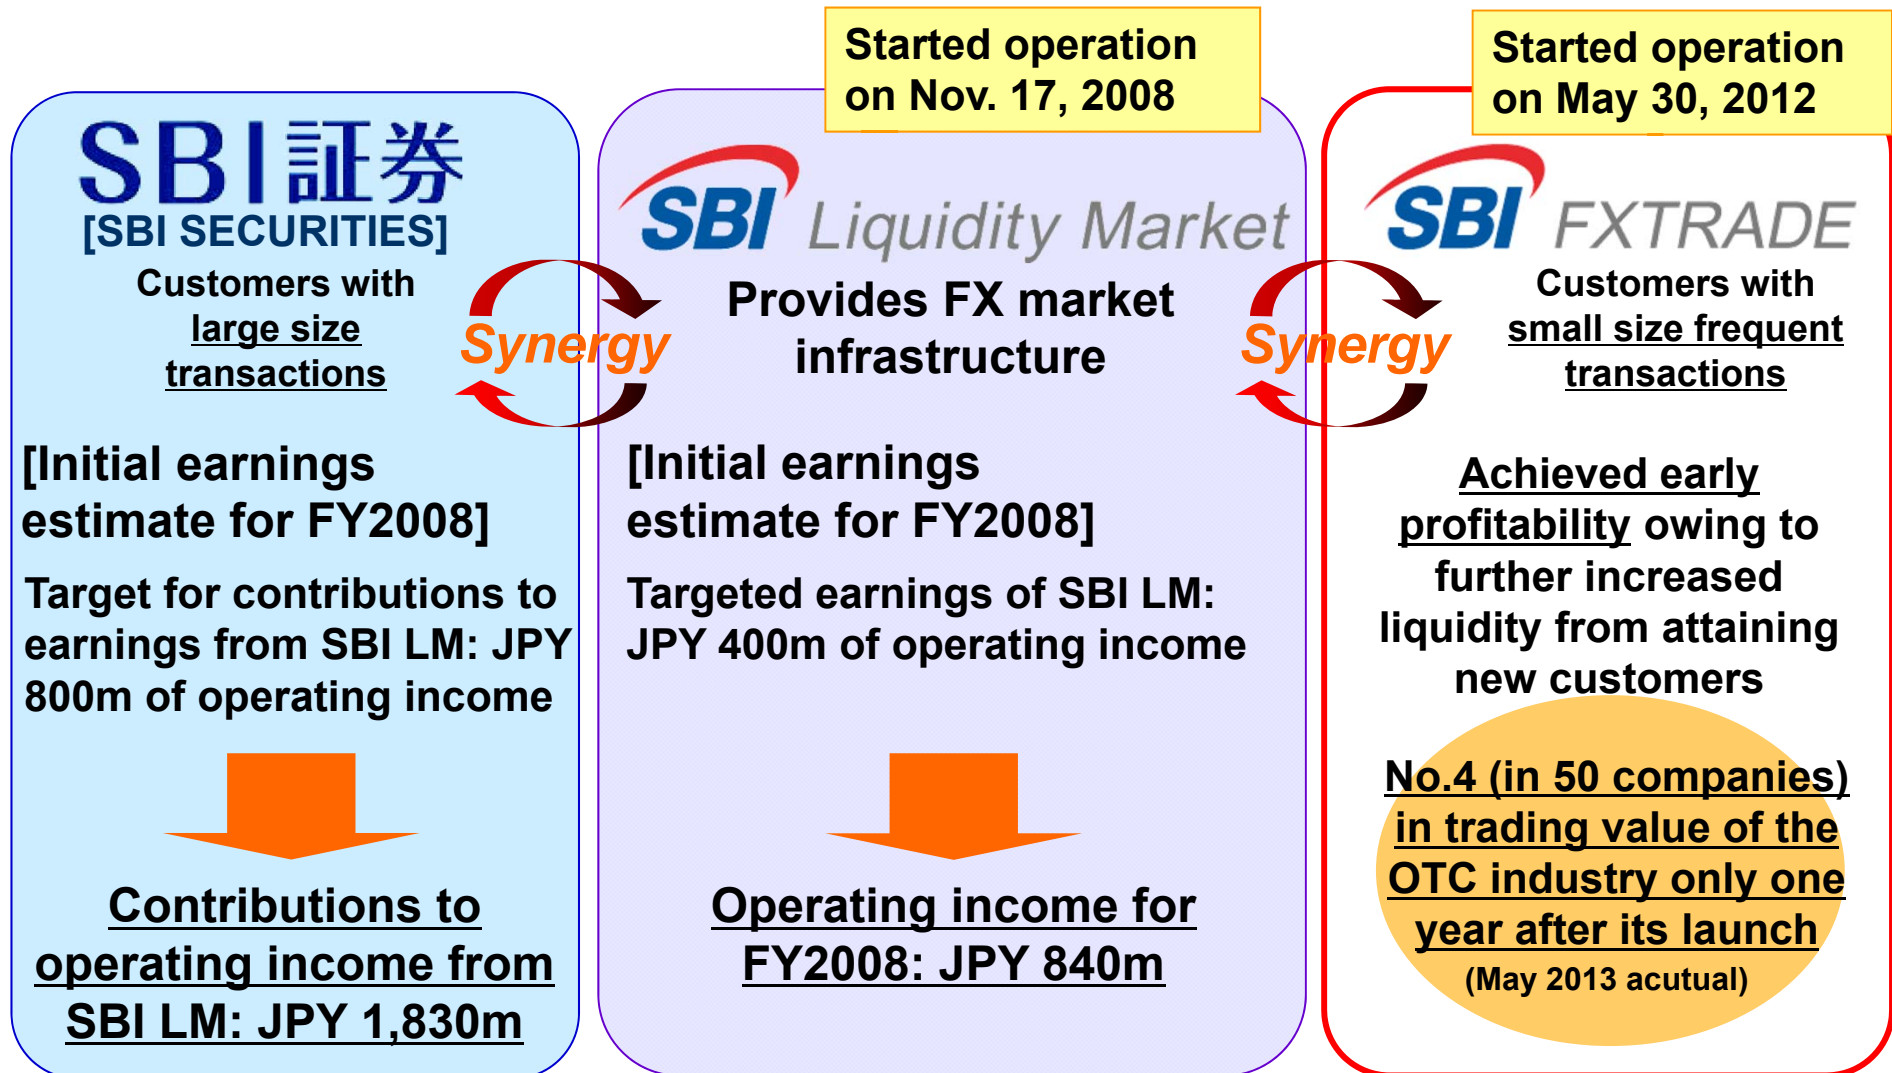 SBI証券
[SBI SECURITIES]
Customers with
large size
transactions
[Initial earnings
estimate for FY2008]
Target for contributions to
earnings from SBI LM: JPY
800m of operating income
Contributions to
operating income from
SBI LM: JPY 1,830m
Synergy
Started operation
on Nov. 17, 2008
SBI Liquidity Market
Provides FX market
infrastructure
[Initial earnings
estimate for FY2008]
Targeted earnings of SBI LM:
JPY 400m of operating income
Operating income for
FY2008: JPY 840m
Synergy
Started operation
on May 30, 2012
SBI FXTRADE
Customers with
small size frequent
transactions
Achieved early
profitability owing to
further increased
liquidity from attaining
new customers
No.4 (in 50 companies)
in trading value of the
OTC industry only one
year after its launch
(May 2013 acutual)